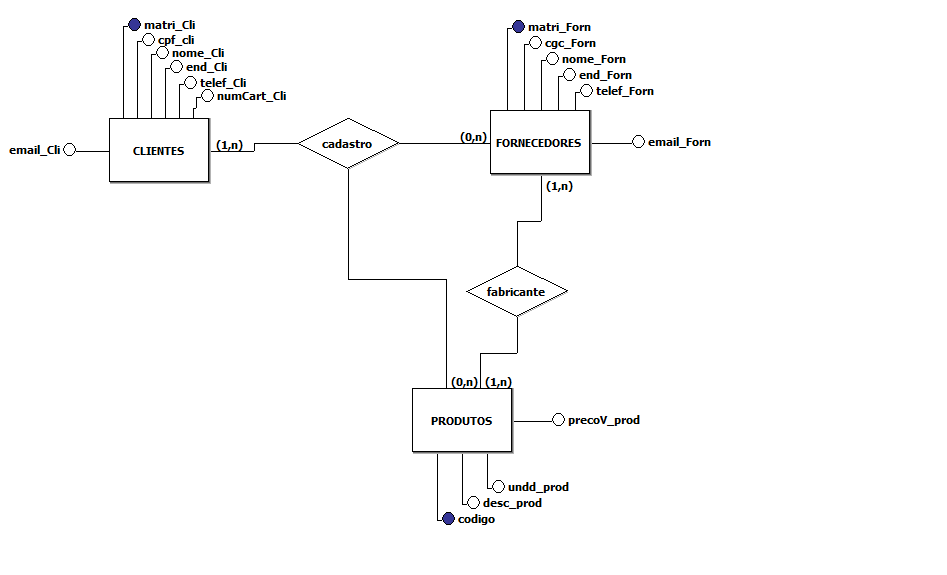 matri_Cli
cpf_cli
nome_Cli
end_Cli
telef_Cli
numCart_Cli
email_Cli
CLIENTES
(1,n)
cadastro
(0,n)
matri_Forn
cgc_Forn
nome_Forn
end_Forn
telef_Forn
FORNECEDORES
email_Forn
(1,n)
fabricante
(0,n)
(1,n)
PRODUTOS
precoV_prod
undd_prod
desc_prod
codigo